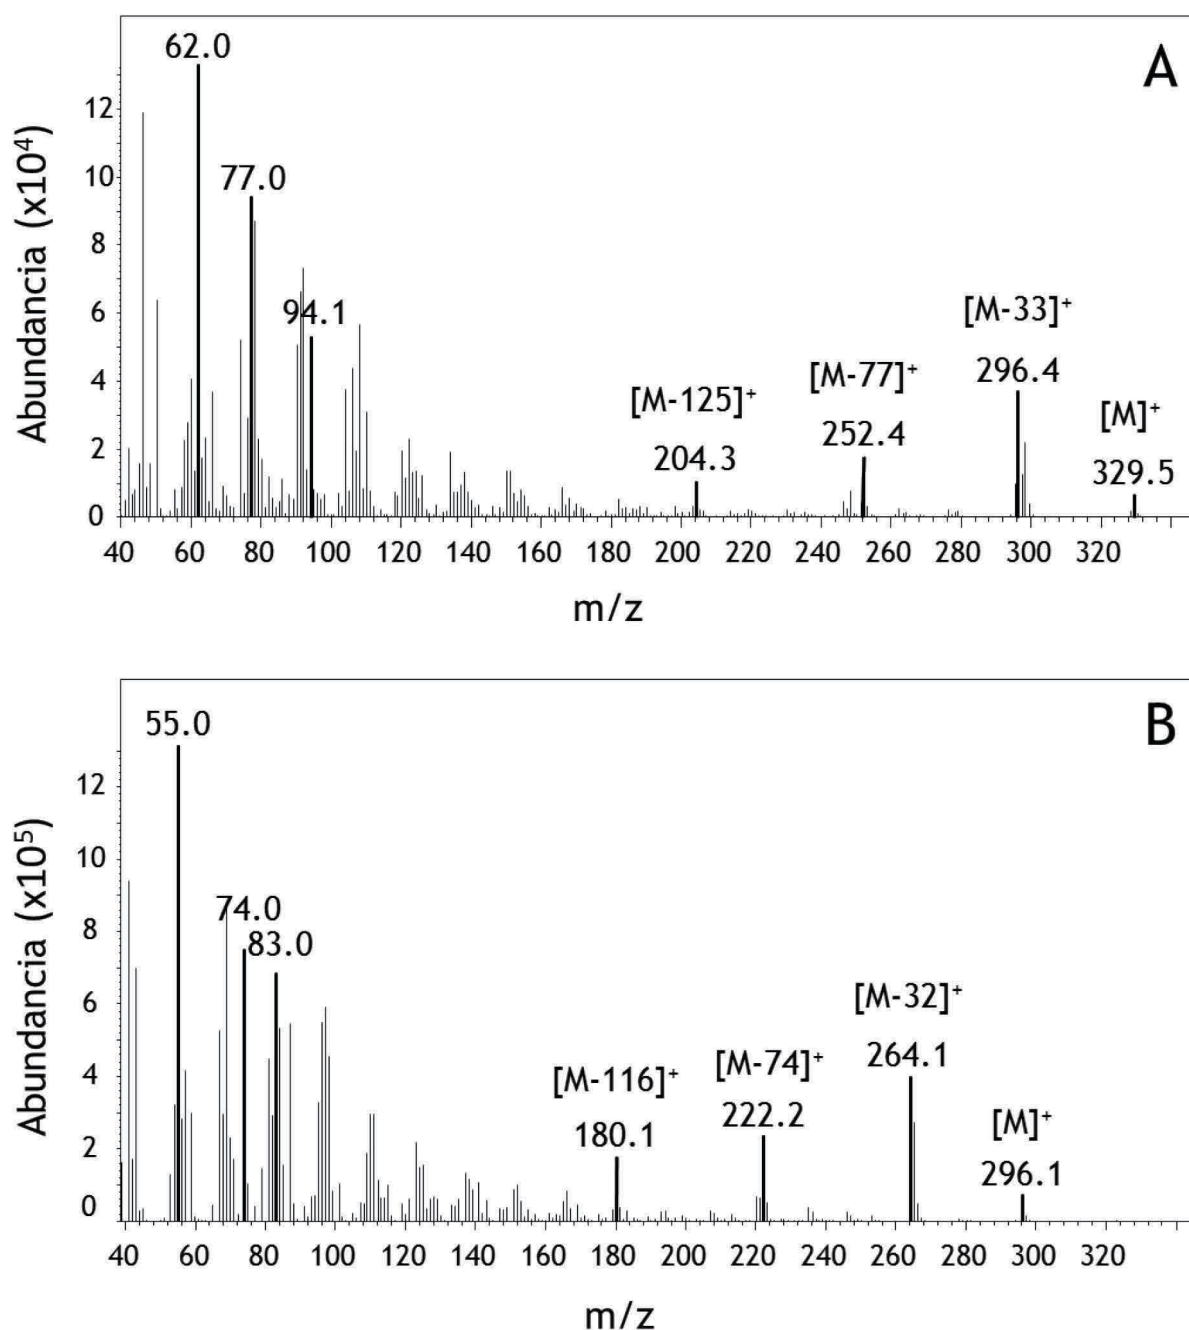 A
62.0
77.0
94.1
[M-125]⁺
204.3
[M-77]⁺
252.4
[M-33]⁺
296.4
[M]⁺
329.5
Abundancia (x10⁴)
12
10
8
6
4
2
0
40 60 80 100 120 140 160 180 200 220 240 260 280 300 320
m/z
B
55.0
74.0
83.0
[M-116]⁺
180.1
[M-74]⁺
222.2
[M-32]⁺
264.1
[M]⁺
296.1
Abundancia (x10⁵)
12
10
8
6
4
2
0
40 60 80 100 120 140 160 180 200 220 240 260 280 300 320
m/z